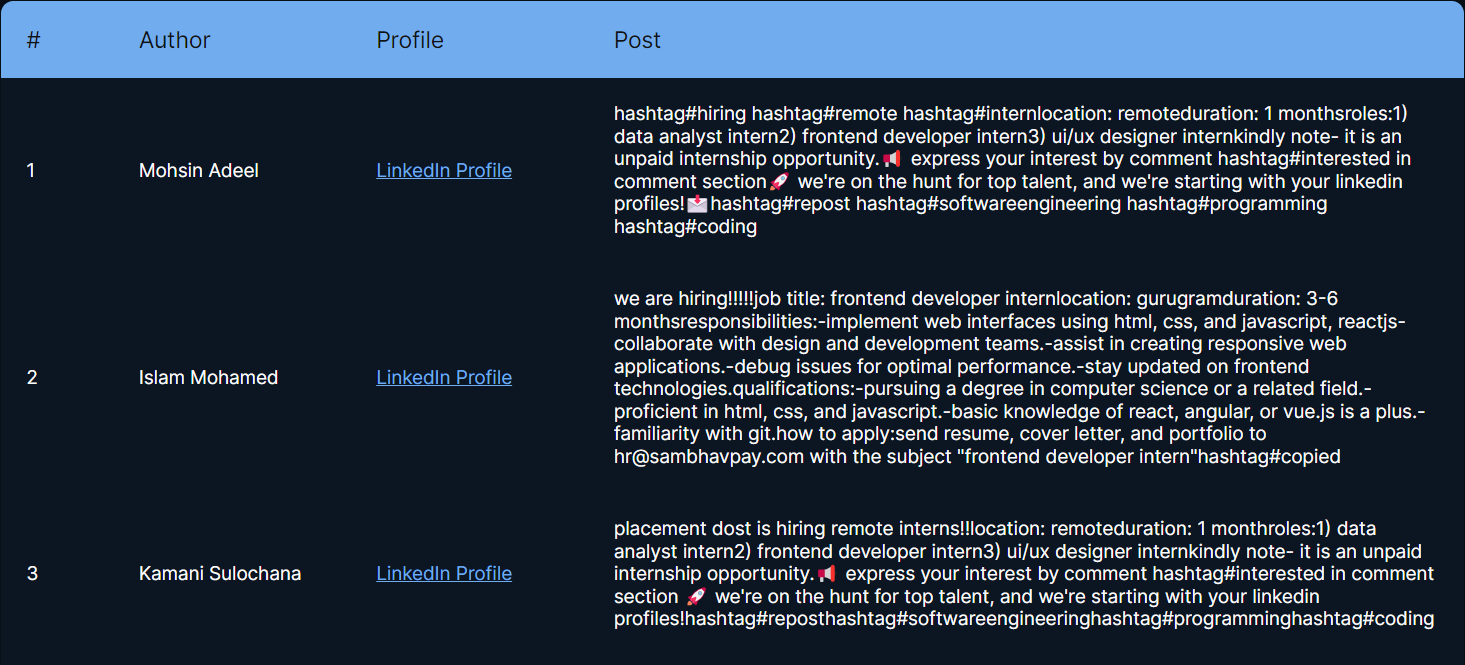 # Author Profile Post
hashtag#hiring hashtag#remote hashtag#internlocation: remoteduration: 1 monthsroles:1)
data analyst intern2) frontend developer intern3) ui/ux designer internkindly note- it is an
1 Mohsin Adeel LinkedIn Profile unpaid internship opportunity.📢 express your interest by comment hashtag#interested in
comment section🚀 we're on the hunt for top talent, and we're starting with your linkedin
profiles!📩hashtag#repost hashtag#softwareengineering hashtag#programming
hashtag#coding
we are hiring!!!!!job title: frontend developer internlocation: gurugramduration: 3-6
monthsresponsibilities:-implement web interfaces using html, css, and javascript, reactjs-
collaborate with design and development teams.-assist in creating responsive web
2 Islam Mohamed LinkedIn Profile applications.-debug issues for optimal performance.-stay updated on frontend
technologies.qualifications:-pursuing a degree in computer science or a related field.-
proficient in html, css, and javascript.-basic knowledge of react, angular, or vue.js is a plus.-
familiarity with git.how to apply:send resume, cover letter, and portfolio to
hr@sambhavpay.com with the subject "frontend developer intern"hashtag#copied
placement dost is hiring remote interns!!location: remoteduration: 1 monthroles:1) data
analyst intern2) frontend developer intern3) ui/ux designer internkindly note- it is an unpaid
3 Kamani Sulochana LinkedIn Profile internship opportunity.📢 express your interest by comment hashtag#interested in comment
section 🚀 we're on the hunt for top talent, and we're starting with your linkedin
profiles!hashtag#reposthashtag#softwareengineeringhashtag#programminghashtag#coding